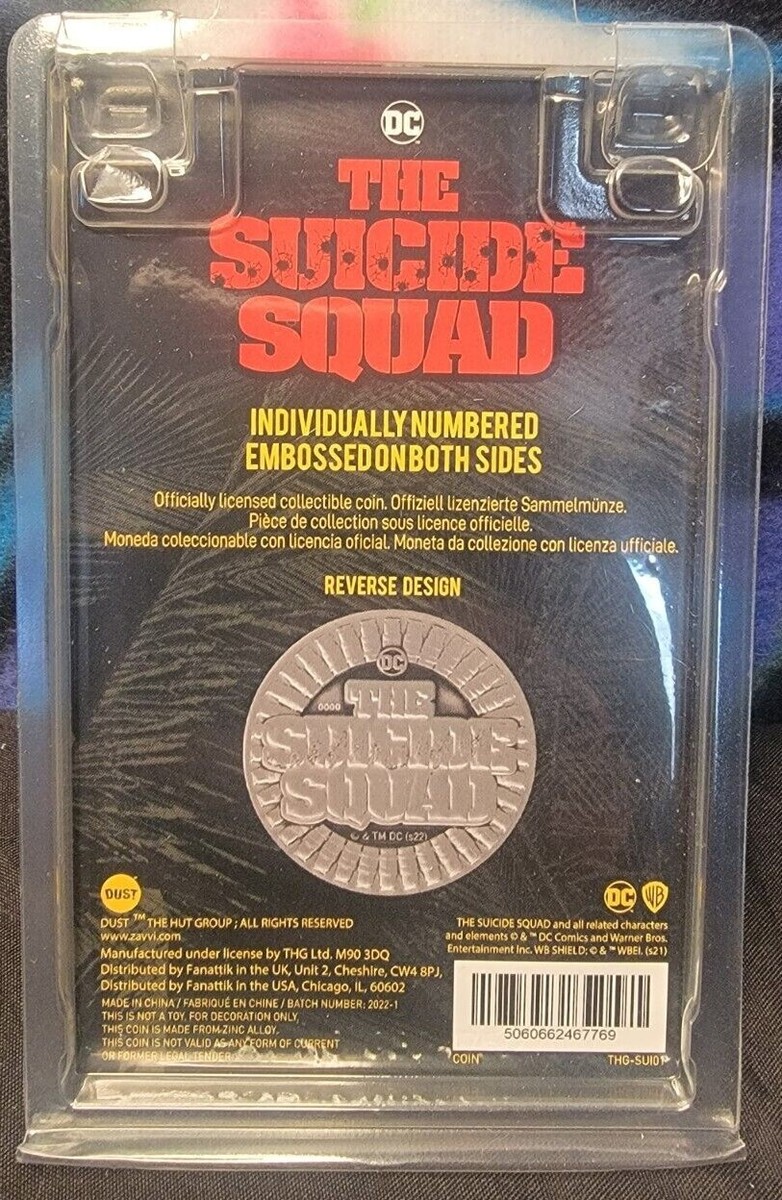 DC
THE
SUICIDE
SQUAD
INDIVIDUALLY NUMBERED
EMBOSSED ON BOTH SIDES
Officially licensed collectible coin. Offiziell lizenzierte Sammelmünze.
Pièce de collection sous licence officielle.
Moneda coleccionable con licencia oficial. Moneta da collezione con licenza ufficiale.
REVERSE DESIGN
DC
0000
THE
SUICIDE
SQUAD
© & TM DC (s22)
DUST
DUST ™ THE HUT GROUP ; ALL RIGHTS RESERVED
www.zavvi.com
Manufactured under license by THG Ltd. M90 3DQ
Distributed by Fanattik in the UK, Unit 2, Cheshire, CW4 8PJ,
Distributed by Fanattik in the USA, Chicago, IL, 60602
MADE IN CHINA / FABRIQUÉ EN CHINE / BATCH NUMBER: 2022-1
THIS IS NOT A TOY. FOR DECORATION ONLY,
THIS COIN IS MADE FROM ZINC ALLOY.
THIS COIN IS NOT VALID AS ANY FORM OF CURRENT
OR FORMER LEGAL TENDER
DC WB
THE SUICIDE SQUAD and all related characters
and elements © & ™ DC Comics and Warner Bros.
Entertainment Inc. WB SHIELD: © & ™ WBEI. (s21)
5060662467769
COIN
THG-SUI01